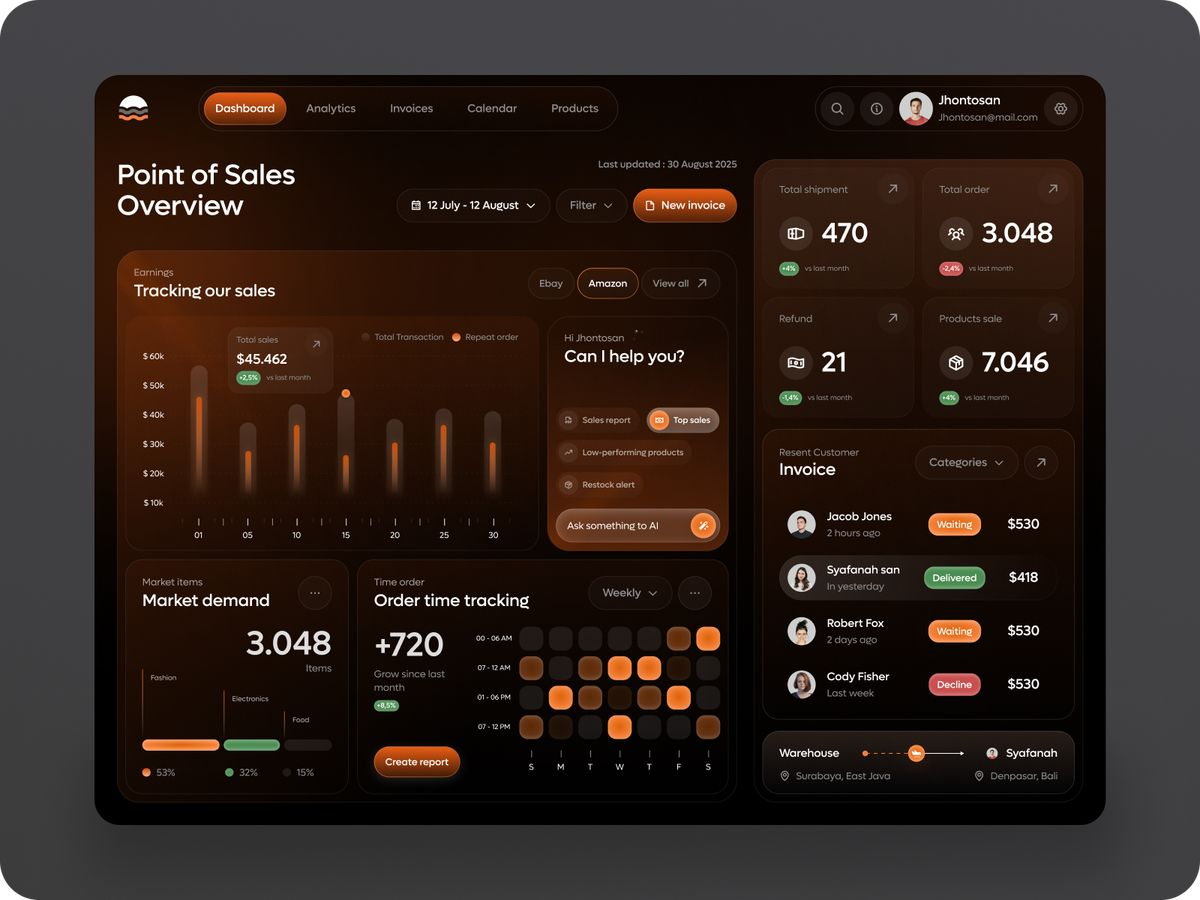 Dashboard
Analytics
Invoices
Calendar
Products
Jhontosan
Jhontosan@mail.com
Point of Sales
Overview
Last updated : 30 August 2025
12 July - 12 August
Filter
New invoice
Earnings
Tracking our sales
Ebay
Amazon
View all
Total sales
$45.462
+2,5% vs last month
Total Transaction
Repeat order
$ 60k
$ 50k
$ 40k
$ 30k
$ 20k
$ 10k
01 05 10 15 20 25 30
Hi Jhontosan
Can I help you?
Sales report
Top sales
Low-performing products
Restock alert
Ask something to AI
Market items
Market demand
3.048
Items
Fashion
Electronics
Food
53% 32% 15%
Time order
Order time tracking
Weekly
+720
Grow since last
month
+8,5%
Create report
00 - 06 AM
07 - 12 AM
01 - 06 PM
07 - 12 PM
S M T W T F S
Total shipment
470
+4% vs last month
Total order
3.048
-2,4% vs last month
Refund
21
-1,4% vs last month
Products sale
7.046
+4% vs last month
Resent Customer
Invoice
Categories
Jacob Jones
2 hours ago
Waiting
$530
Syafanah san
In yesterday
Delivered
$418
Robert Fox
2 days ago
Waiting
$530
Cody Fisher
Last week
Decline
$530
Warehouse
Surabaya, East Java
Syafanah
Denpasar, Bali